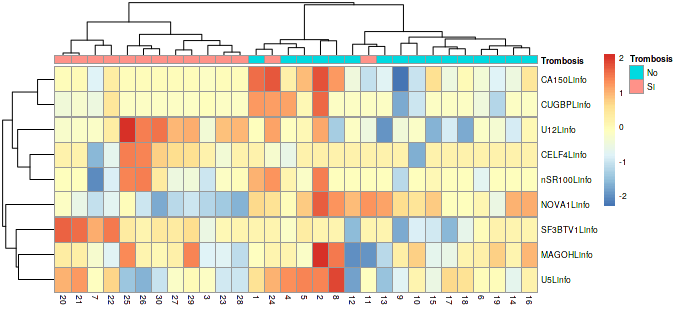 Trombosis
CA150Linfo
CUGBPLinfo
U12Linfo
CELF4Linfo
nSR100Linfo
NOVA1Linfo
SF3BTV1Linfo
MAGOHLinfo
U5Linfo
20 21 7 22 25 26 30 27 29 3 23 28 1 24 4 5 2 8 12 11 13 9 10 15 17 18 6 19 14 16
2
1
0
-1
-2
Trombosis
No
Si